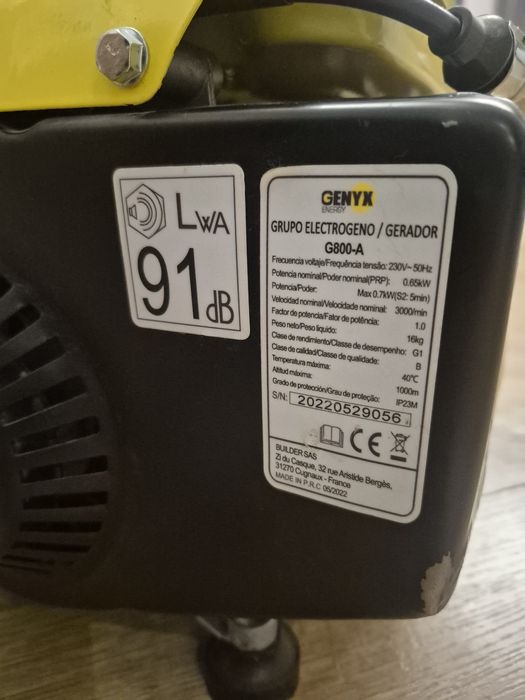 LWA
91dB
GENYX
ENERGY
GRUPO ELECTROGENO / GERADOR
G800-A
Frecuencia voltaje/Frequência tensão: 230V~ 50Hz
Potencia nominal/Poder nominal(PRP): 0.65kW
Potencia/Poder: Max 0.7kW(S2: 5min)
Velocidad nominal/Velocidade nominal: 3000/min
Factor de potencia/Fator de potência: 1.0
Peso neto/Peso líquido: 16kg
Clase de rendimiento/Classe de desempenho: G1
Clase de calidad/Classe de qualidade: B
Temperatura máxima: 40℃
Altitud máxima: 1000m
Grado de protección/Grau de proteção: IP23M
S/N: 20220529056
CE
BUILDER SAS
ZI du Casque, 32 rue Aristide Bergès,
31270 Cugnaux - France
MADE IN P.R.C 05/2022